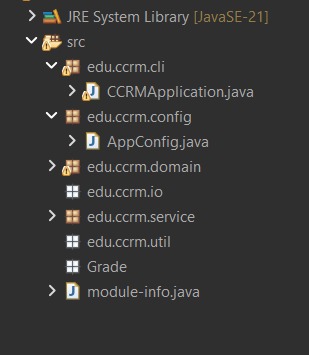 JRE System Library [JavaSE-21]
src
edu.ccrm.cli
CCRMApplication.java
edu.ccrm.config
AppConfig.java
edu.ccrm.domain
edu.ccrm.io
edu.ccrm.service
edu.ccrm.util
Grade
module-info.java